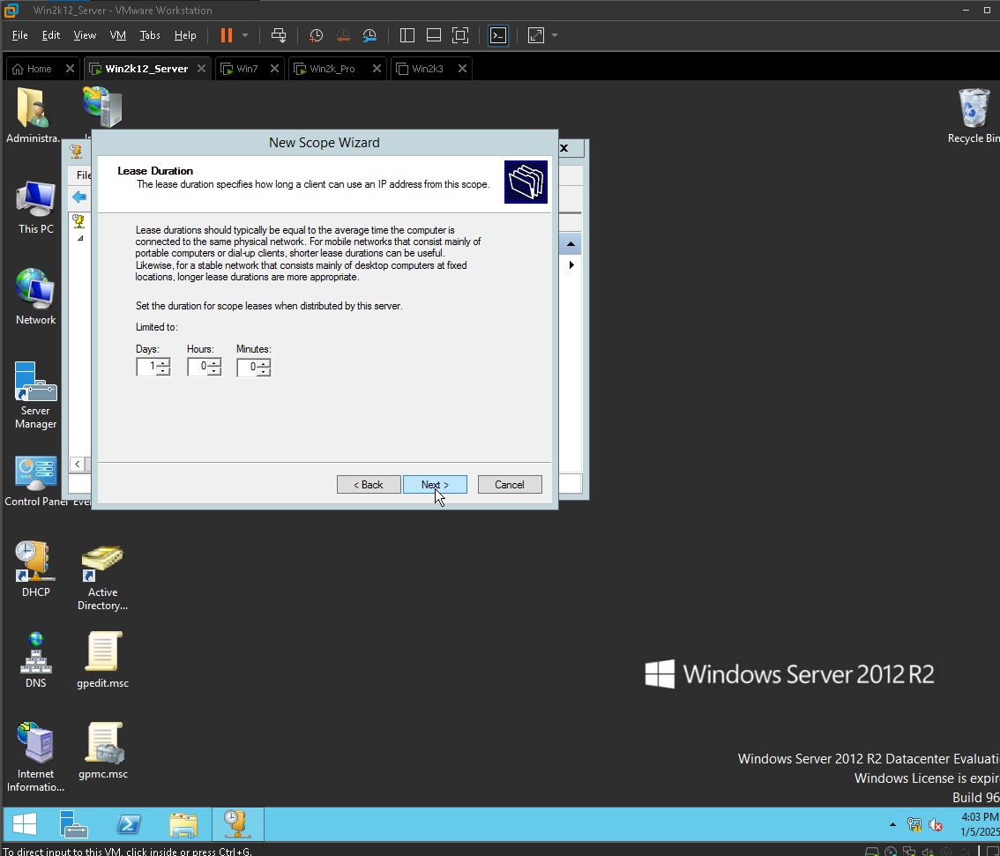 Win2k12_Server - VMware Workstation
File Edit View VM Tabs Help
Home Win2k12_Server Win7 Win2k_Pro Win2k3
Administra...
Recycle Bin
This PC
Network
Server
Manager
Control Panel
DHCP
Active
Directory...
DNS
gpedit.msc
Internet
Informatio...
gpmc.msc
File
New Scope Wizard
X
Lease Duration
The lease duration specifies how long a client can use an IP address from this scope.
Lease durations should typically be equal to the average time the computer is
connected to the same physical network. For mobile networks that consist mainly of
portable computers or dial-up clients, shorter lease durations can be useful.
Likewise, for a stable network that consists mainly of desktop computers at fixed
locations, longer lease durations are more appropriate.
Set the duration for scope leases when distributed by this server.
Limited to:
Days: Hours: Minutes:
1 0 0
< Back Next > Cancel
Windows Server 2012 R2
Windows Server 2012 R2 Datacenter Evaluati
Windows License is expir
Build 96
4:03 PM
1/5/2025
To direct input to this VM, click inside or press Ctrl+G.